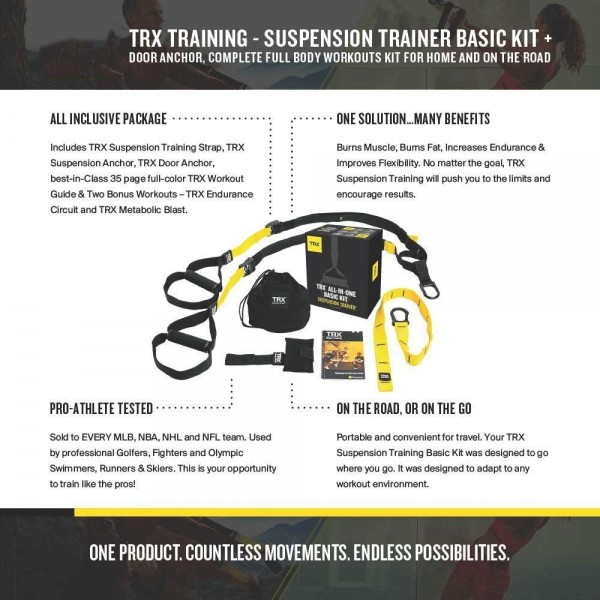 TRX TRAINING - SUSPENSION TRAINER BASIC KIT +
DOOR ANCHOR, COMPLETE FULL BODY WORKOUTS KIT FOR HOME AND ON THE ROAD
ALL INCLUSIVE PACKAGE
Includes TRX Suspension Training Strap, TRX
Suspension Anchor, TRX Door Anchor,
best-in-Class 35 page full-color TRX Workout
Guide & Two Bonus Workouts – TRX Endurance
Circuit and TRX Metabolic Blast.
ONE SOLUTION...MANY BENEFITS
Burns Muscle, Burns Fat, Increases Endurance &
Improves Flexibility. No matter the goal, TRX
Suspension Training will push you to the limits and
encourage results.
TRX
TRX ALL-IN-ONE
BASIC KIT
SUSPENSION TRAINER
TRX
TRX
PRO-ATHLETE TESTED
Sold to EVERY MLB, NBA, NHL and NFL team. Used
by professional Golfers, Fighters and Olympic
Swimmers, Runners & Skiers. This is your opportunity
to train like the pros!
ON THE ROAD, OR ON THE GO
Portable and convenient for travel. Your TRX
Suspension Training Basic Kit was designed to go
where you go. It was designed to adapt to any
workout environment.
ONE PRODUCT. COUNTLESS MOVEMENTS. ENDLESS POSSIBILITIES.